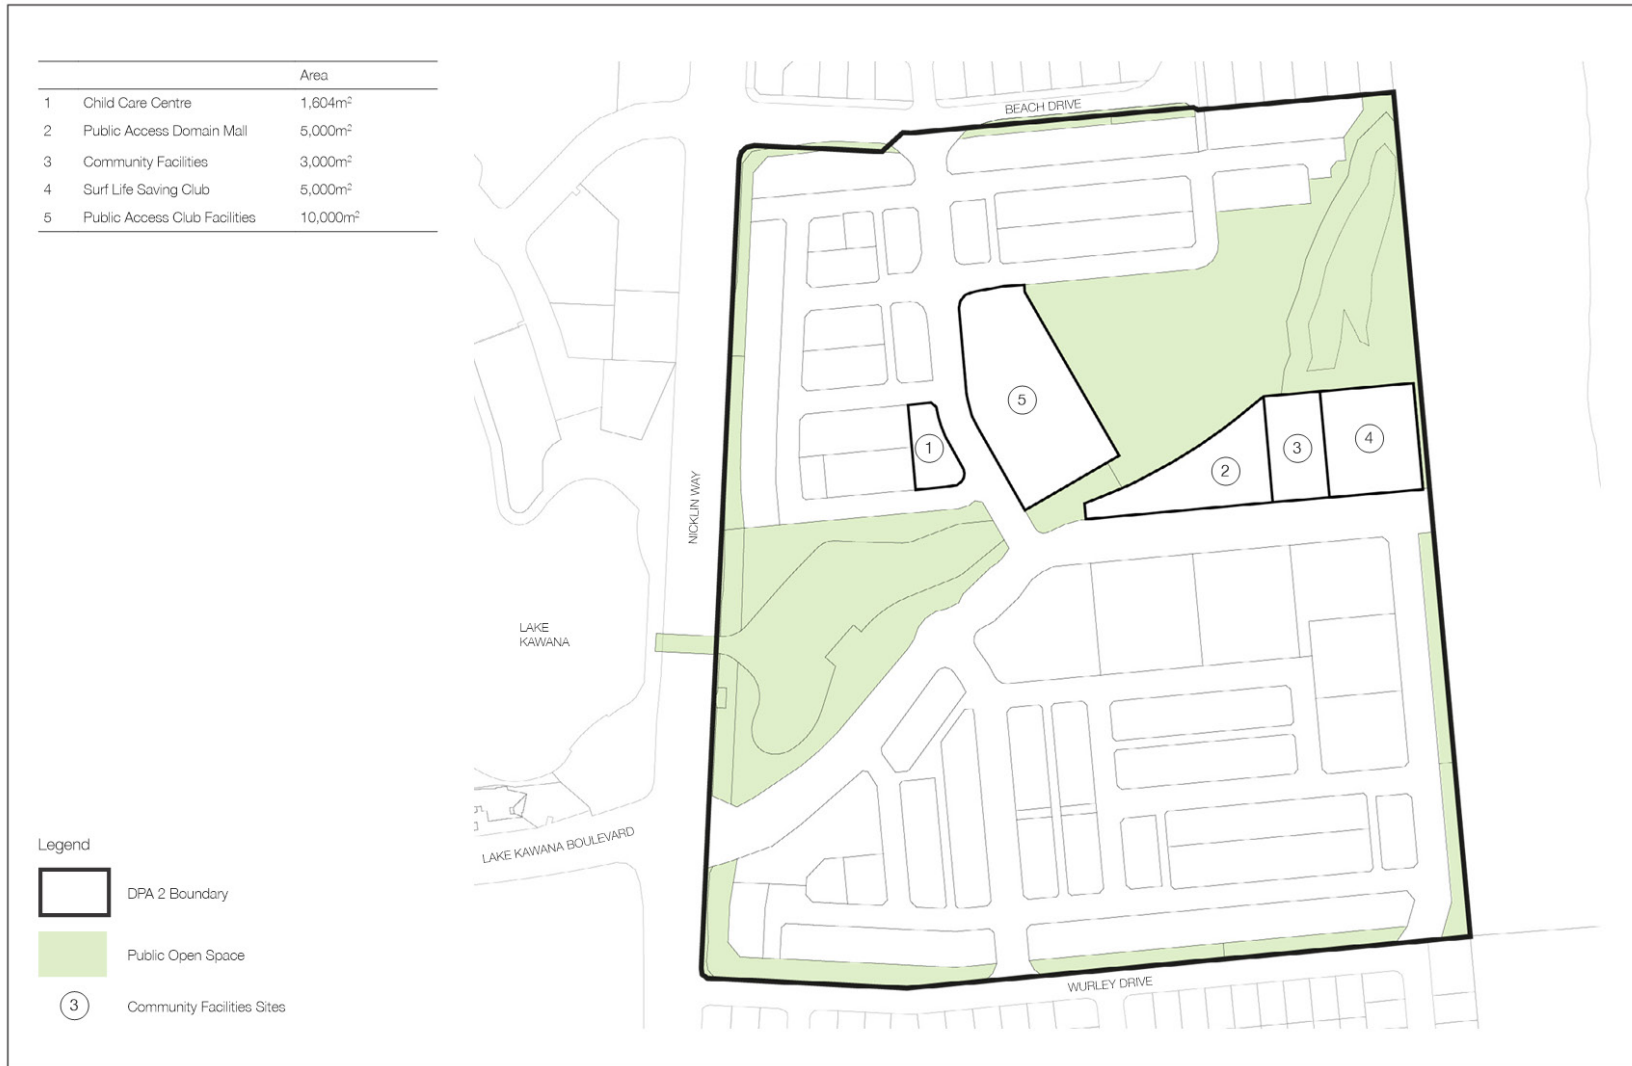 Area
1 Child Care Centre 1,604m²
2 Public Access Domain Mall 5,000m²
3 Community Facilities 3,000m²
4 Surf Life Saving Club 5,000m²
5 Public Access Club Facilities 10,000m²
BEACH DRIVE
5
1
3
4
2
NICKLIN WAY
LAKE
KAWANA
LAKE KAWANA BOULEVARD
WURLEY DRIVE
Legend
DPA 2 Boundary
Public Open Space
3 Community Facilities Sites